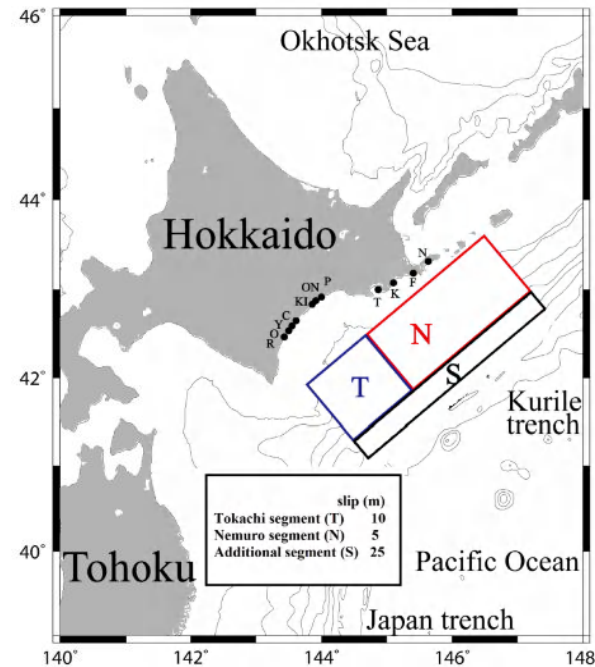 46°
Okhotsk Sea
44°
Hokkaido
N
P
ON
KI
F
K
T
C
Y
O
R
42°
N
T
S
Kurile
trench
slip (m)
Tokachi segment (T) 10
Nemuro segment (N) 5
Additional segment (S) 25
40°
Tohoku
Pacific Ocean
Japan trench
140° 142° 144° 146° 148°